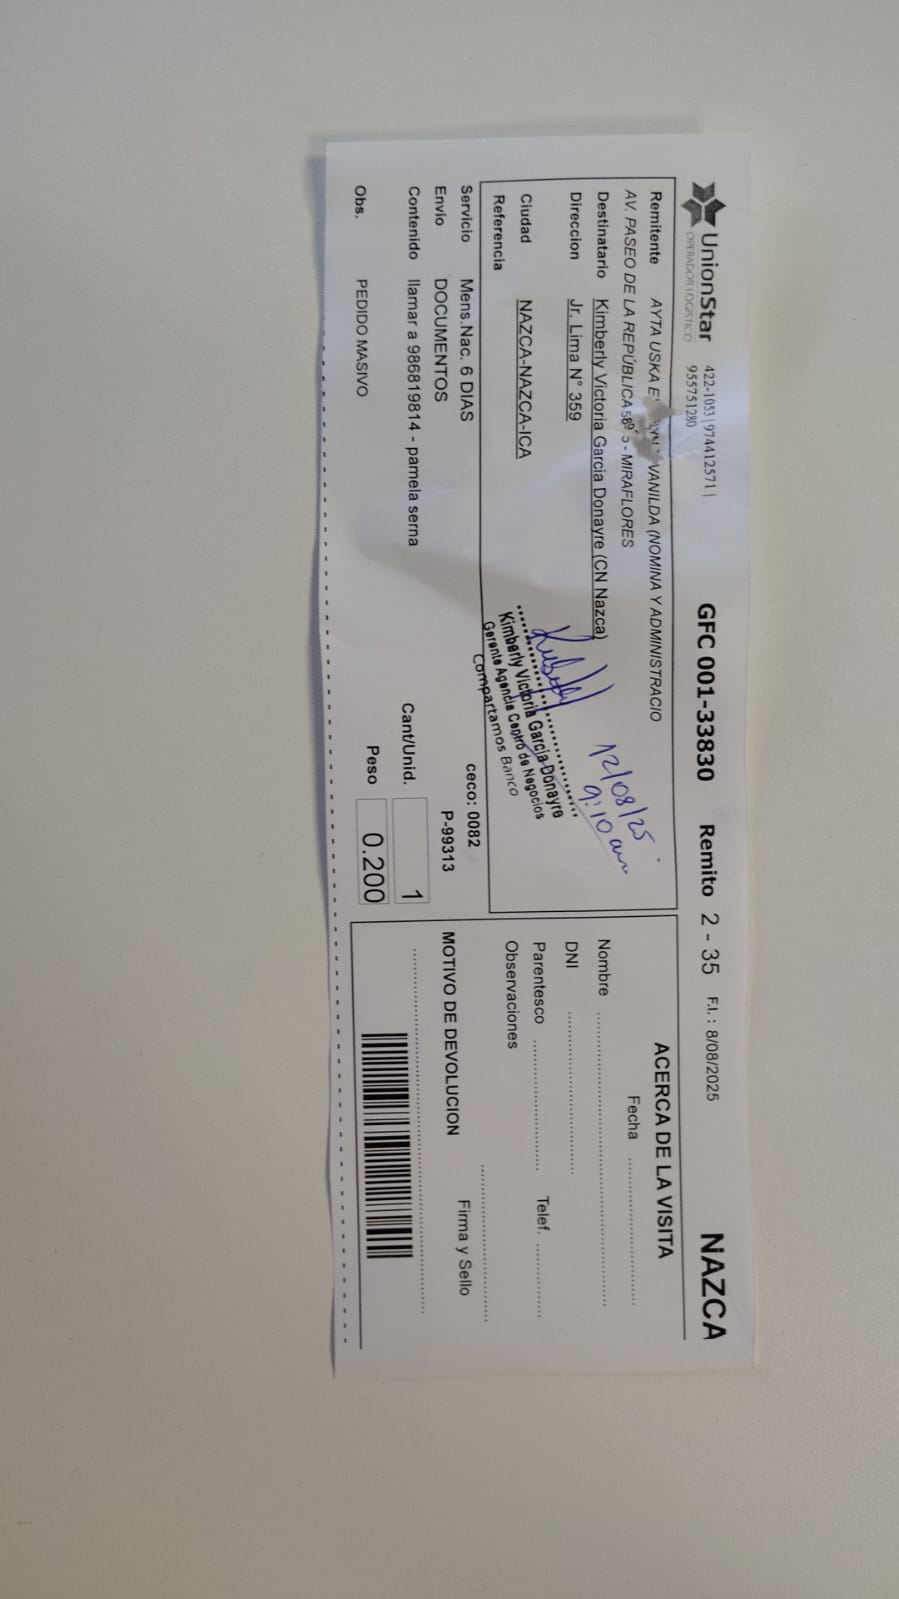 UnionStar
OPERADOR LOGISTICO
422-1053 | 974412571 |
955751280
GFC 001-33830
Remito 2 - 35
F.I. : 8/08/2025
NAZCA
Remitente AYTA USKA VANILDA (NOMINA Y ADMINISTRACIO
AV. PASEO DE LA REPÚBLICA - MIRAFLORES
Destinatario Kimberly Victoria Garcia Donayre (CN Nazca)
Direccion Jr. Lima N° 359
Ciudad NAZCA-NAZCA-ICA
Referencia
12/08/25
9:10 am
Kimberly Victoria García Donayre
Gerente Agencia Centro de Negocios
Compartamos Banco
Servicio Mens.Nac. 6 DIAS
ceco: 0082
Envio DOCUMENTOS
P-99313
Contenido llamar a 986819814 - pamela serna
Cant/Unid. 1
Obs. PEDIDO MASIVO
Peso 0.200
ACERCA DE LA VISITA
Fecha
Nombre
DNI
Parentesco Telef.
Observaciones
Firma y Sello
MOTIVO DE DEVOLUCION